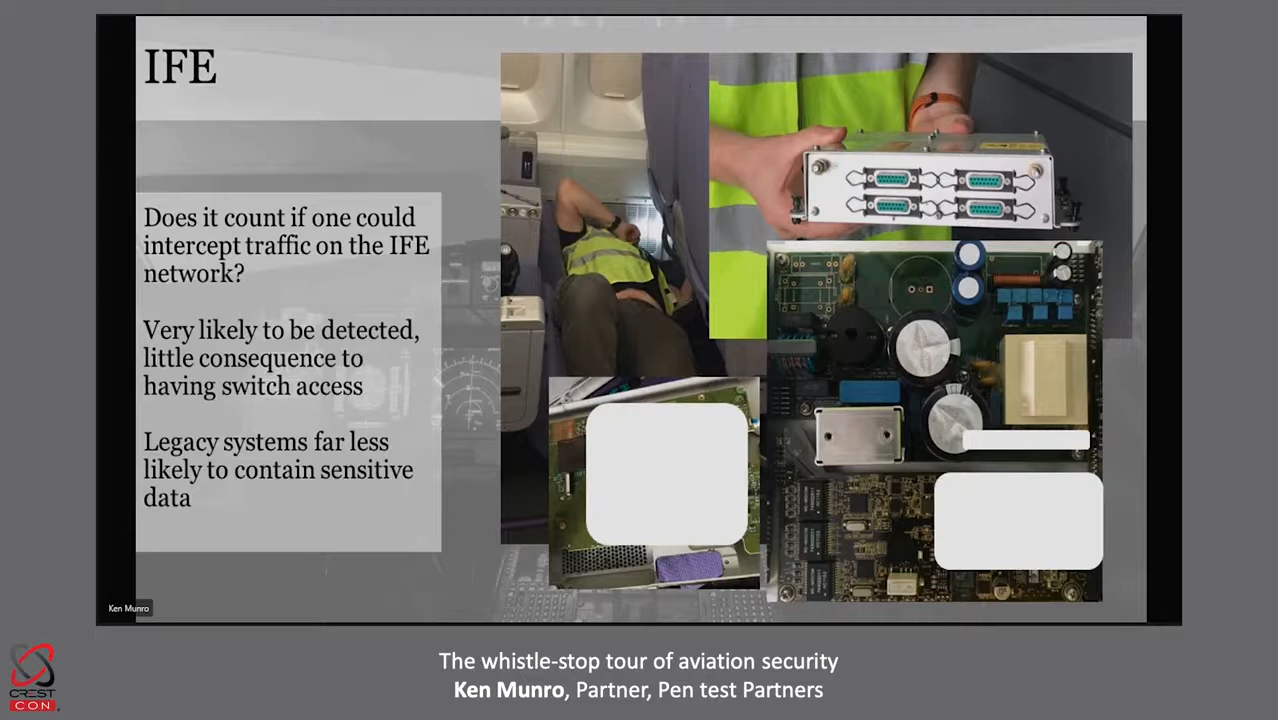 IFE
Does it count if one could
intercept traffic on the IFE
network?
Very likely to be detected,
little consequence to
having switch access
Legacy systems far less
likely to contain sensitive
data
Ken Munro
The whistle-stop tour of aviation security
Ken Munro, Partner, Pen test Partners
CREST
CON